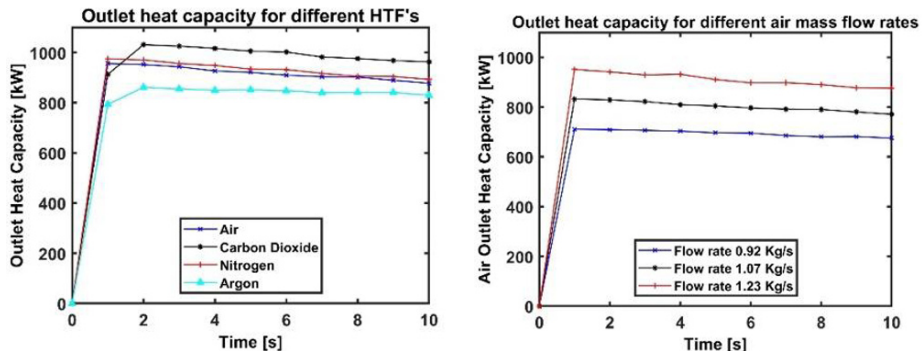 Outlet heat capacity for different HTF's
Outlet Heat Capacity [kW]
1000
800
600
400
200
0
Air
Carbon Dioxide
Nitrogen
Argon
0 2 4 6 8 10
Time [s]
Outlet heat capacity for different air mass flow rates
Air Outlet Heat Capacity [kW]
1000
800
600
400
200
0
Flow rate 0.92 Kg/s
Flow rate 1.07 Kg/s
Flow rate 1.23 Kg/s
0 2 4 6 8 10
Time [s]